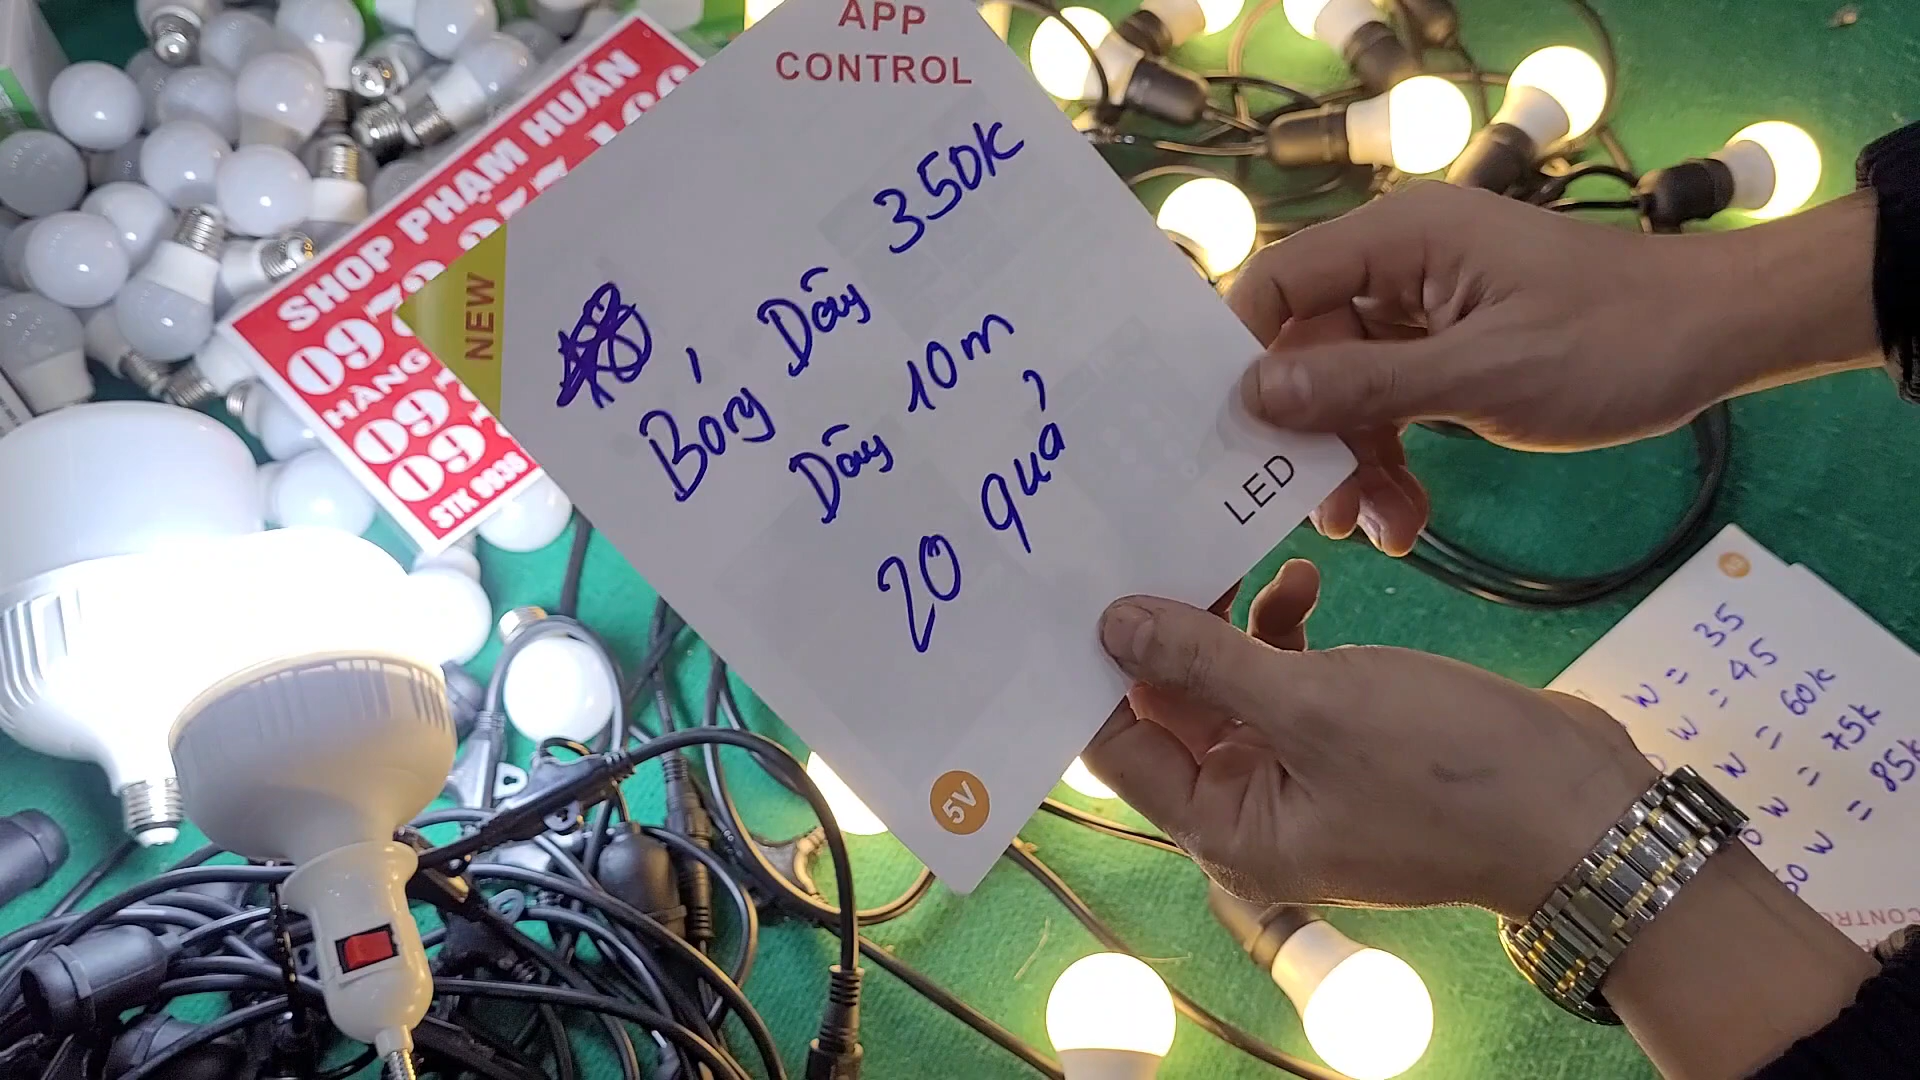 APP
CONTROL
NEW
Bóng Dây 350K
Dây 10m
20 quả
LED
5V
SHOP PHẠM HUẤN
HÀNG
STK 9938
W = 35
W = 45
W = 60k
W = 75k
W = 85k